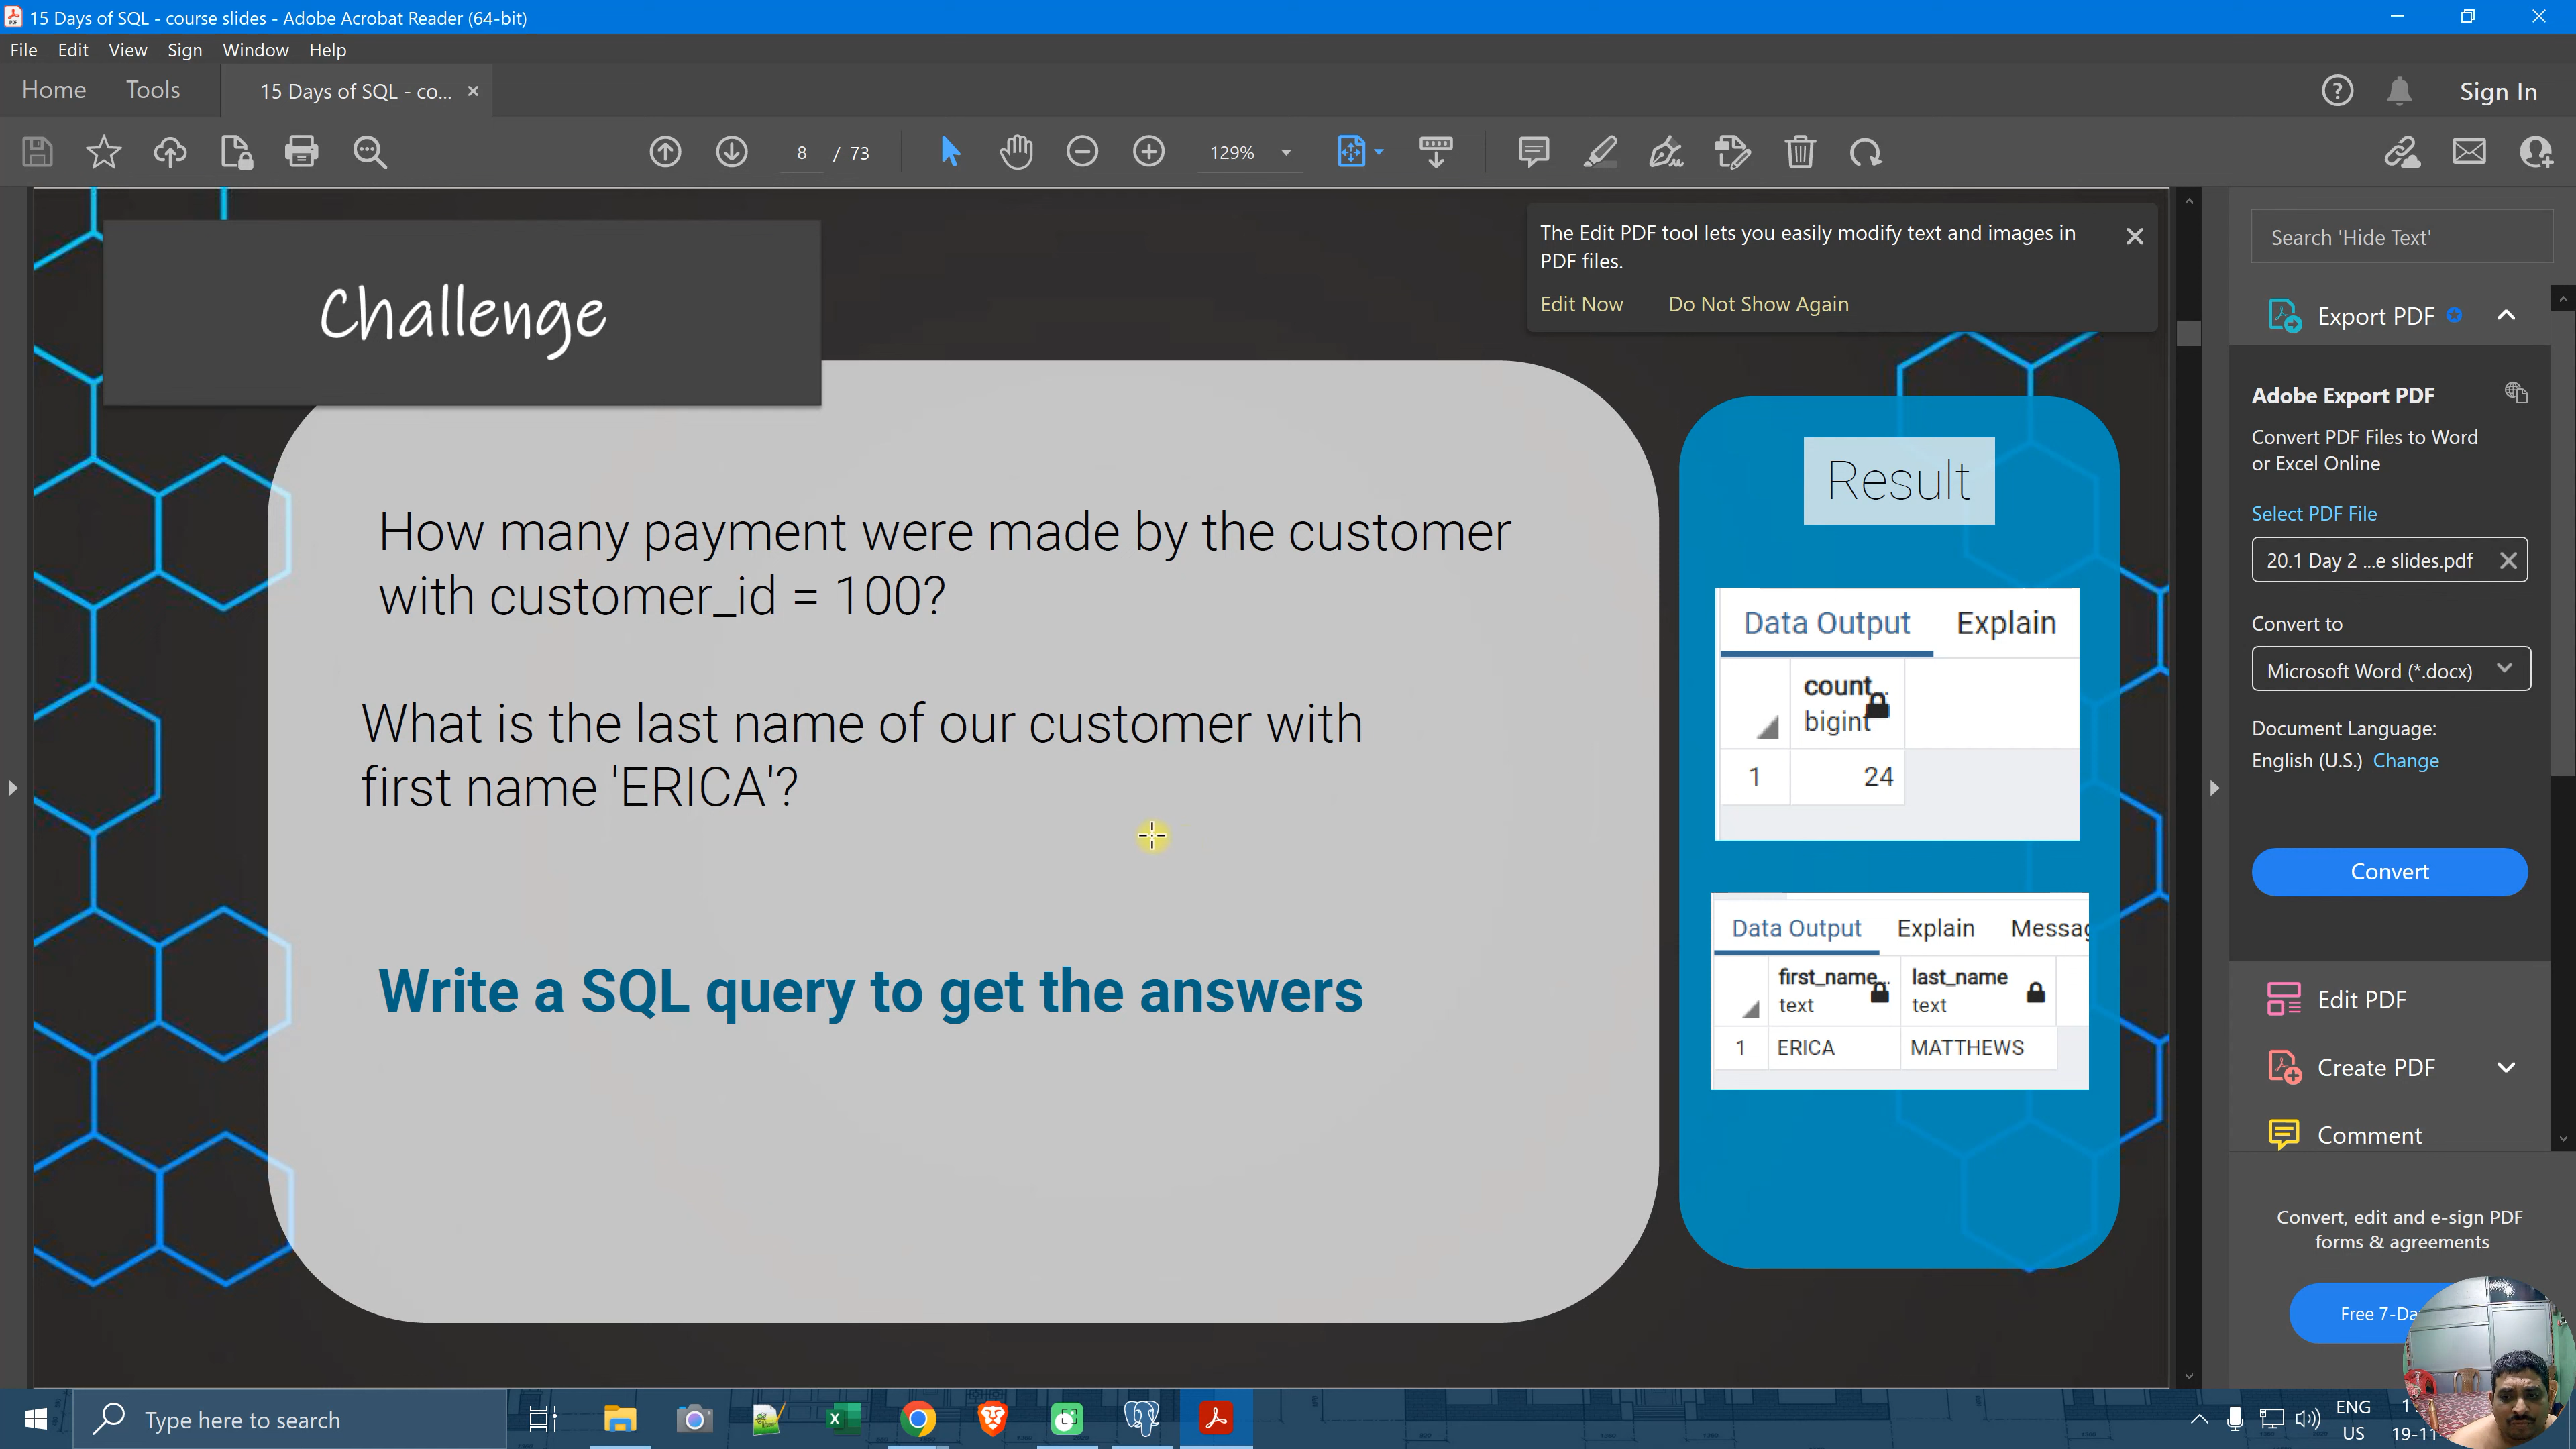 15 Days of SQL - course slides - Adobe Acrobat Reader (64-bit)
File Edit View Sign Window Help
Home Tools 15 Days of SQL - co... Sign In
8 / 73 129%
The Edit PDF tool lets you easily modify text and images in
PDF files.
Edit Now Do Not Show Again
Challenge
How many payment were made by the customer
with customer_id = 100?
What is the last name of our customer with
first name 'ERICA'?
Write a SQL query to get the answers
Result
Data Output Explain
count..
bigint
1 24
Data Output Explain
first_name.. last_name
text text
1 ERICA MATTHEWS
Search 'Hide Text'
Export PDF
Adobe Export PDF
Convert PDF Files to Word
or Excel Online
Select PDF File
20.1 Day 2 ...e slides.pdf
Convert to
Microsoft Word (*.docx)
Document Language:
English (U.S.) Change
Convert
Edit PDF
Create PDF
Comment
Convert, edit and e-sign PDF
forms & agreements
Free
Type here to search
ENG
US